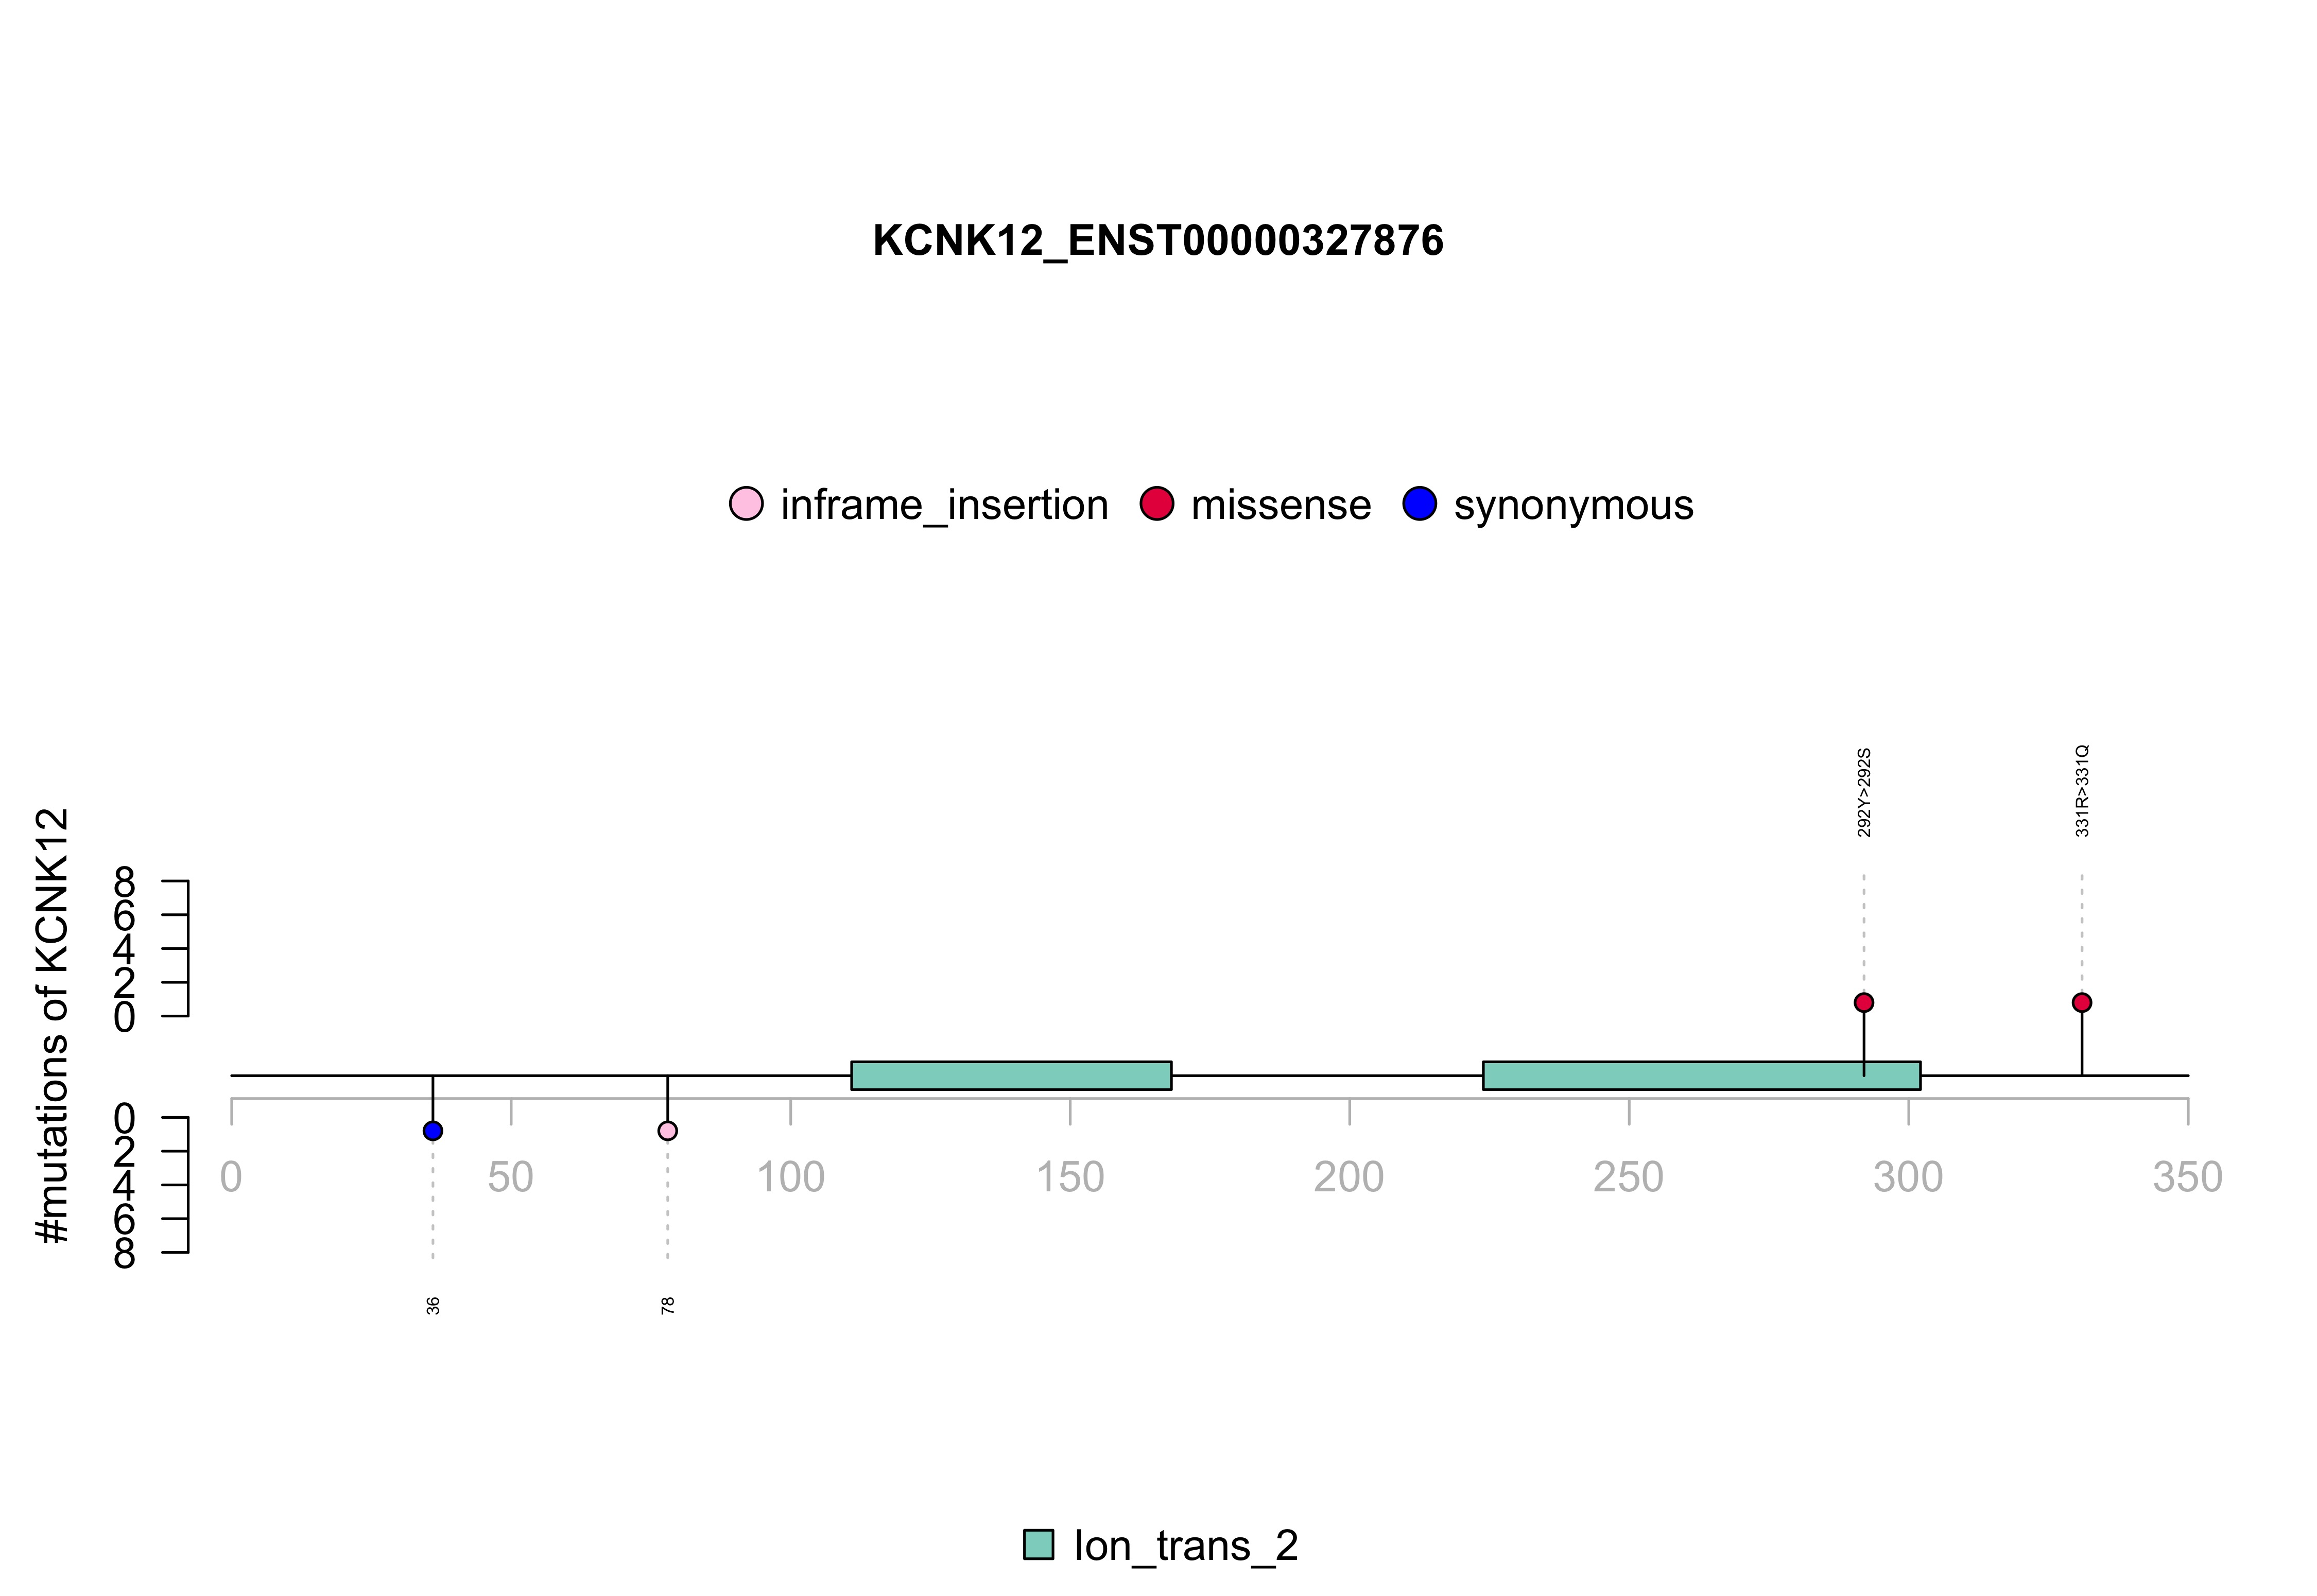 KCNK12_ENST00000327876
inframe_insertion missense synonymous
292Y>292S
331R>331Q
#mutations of KCNK12
8
6
4
2
0
0
2
4
6
8
0 50 100 150 200 250 300 350
36
78
Ion_trans_2